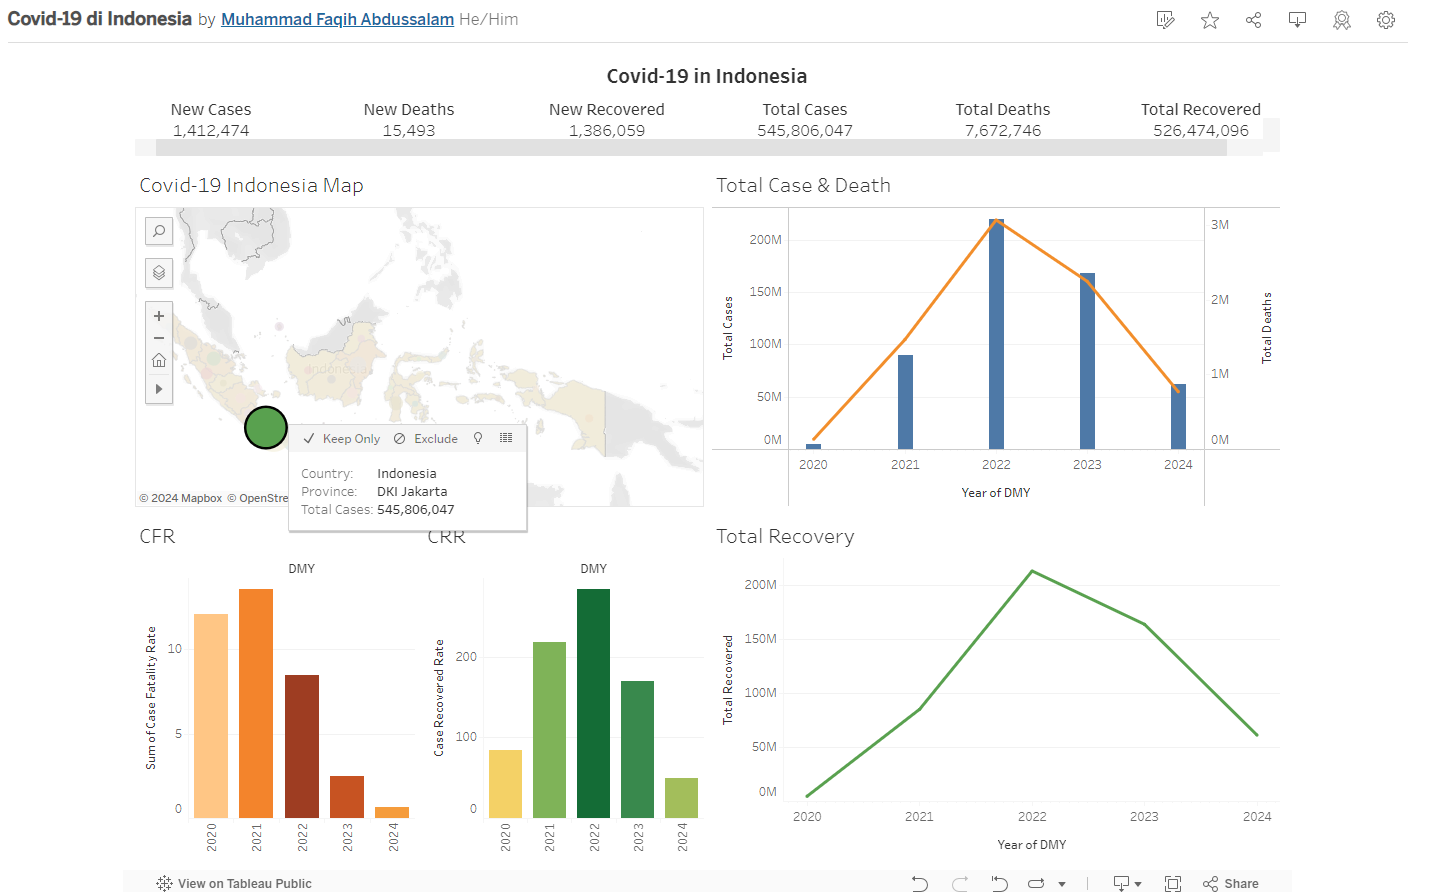 Covid-19 di Indonesia by Muhammad Faqih Abdussalam He/Him
Covid-19 in Indonesia
New Cases New Deaths New Recovered Total Cases Total Deaths Total Recovered
1,412,474 15,493 1,386,059 545,806,047 7,672,746 526,474,096
Covid-19 Indonesia Map
Indonesia
© 2024 Mapbox © OpenStre
Keep Only Exclude
Country: Indonesia
Province: DKI Jakarta
Total Cases: 545,806,047
Total Case & Death
Total Cases
200M
150M
100M
50M
0M
3M
2M
1M
0M
Total Deaths
2020 2021 2022 2023 2024
Year of DMY
CFR
DMY
Sum of Case Fatality Rate
10
5
0
2020 2021 2022 2023 2024
CRR
DMY
Case Recovered Rate
200
100
0
2020 2021 2022 2023 2024
Total Recovery
Total Recovered
200M
150M
100M
50M
0M
2020 2021 2022 2023 2024
Year of DMY
View on Tableau Public
Share